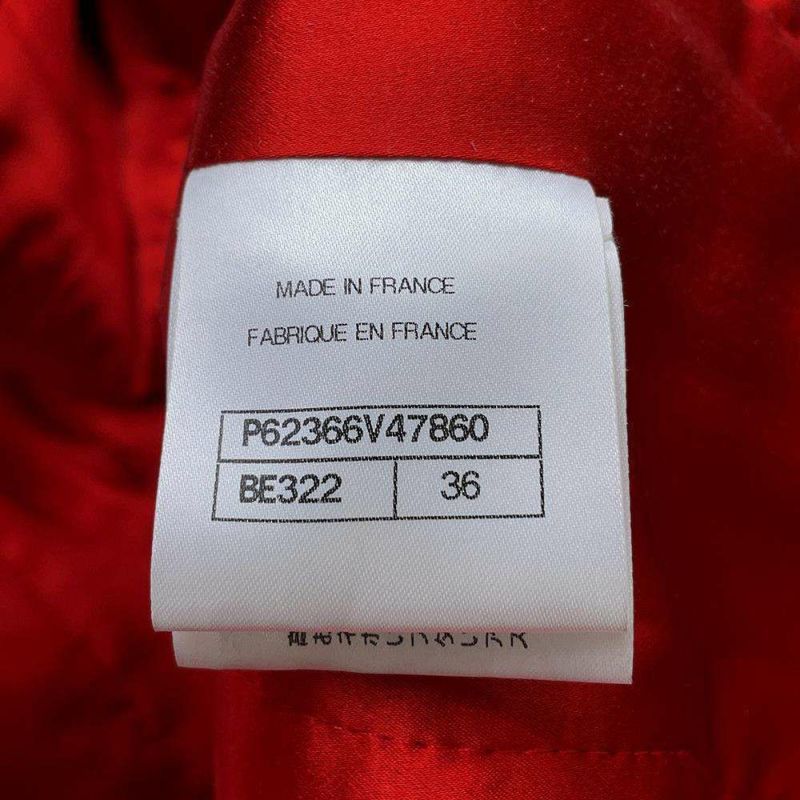 MADE IN FRANCE
FABRIQUE EN FRANCE
P62366V47860
BE322 36